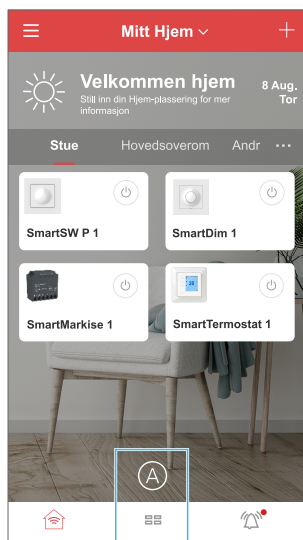 Mitt Hjem
Velkommen hjem
Still inn din Hjem-plassering for mer
informasjon
8 Aug.
Tor
Stue Hovedsoverom Andr ...
SmartSW P 1
SmartDim 1
SmartMarkise 1
SmartTermostat 1
A